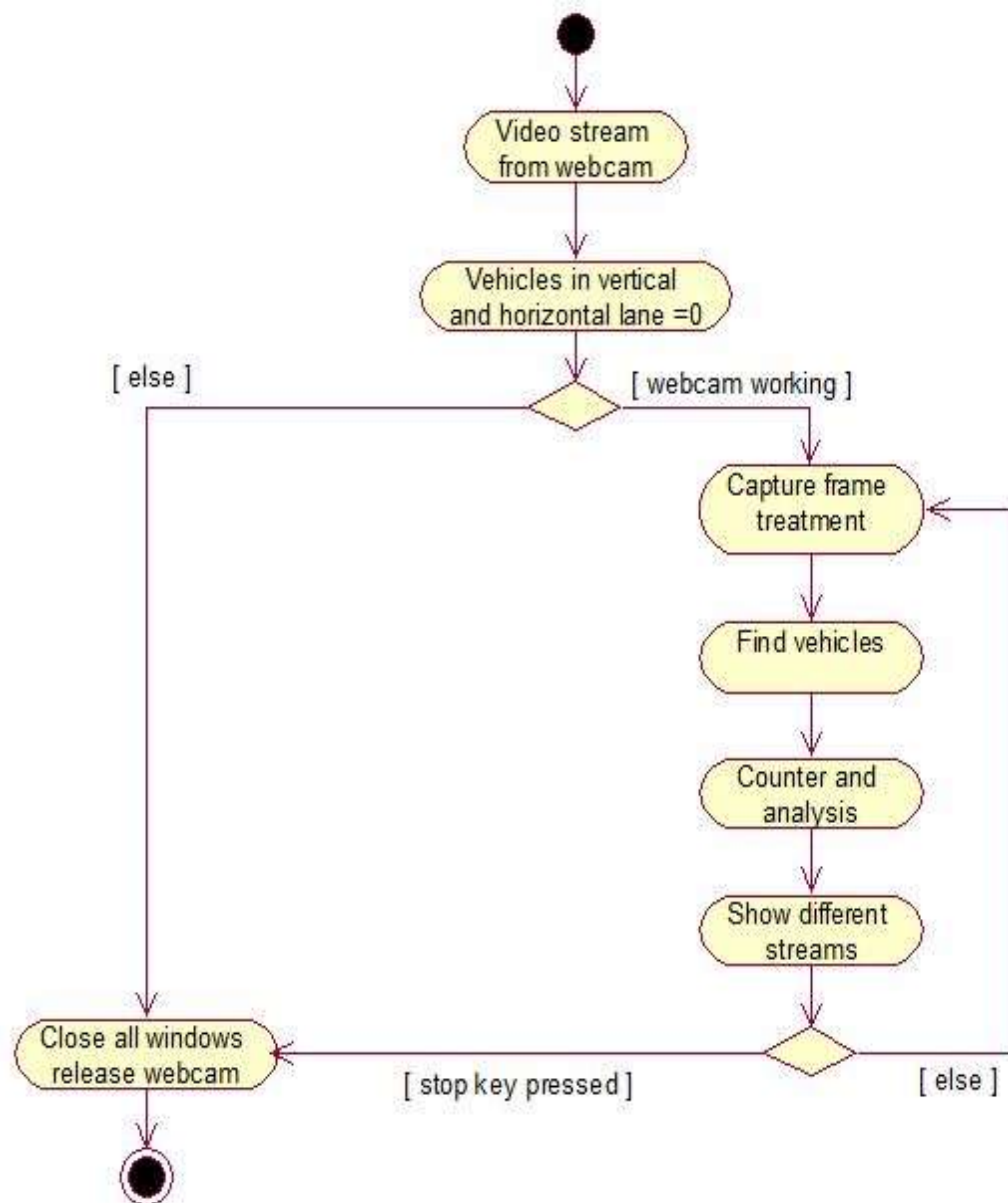 Video stream
from webcam
Vehicles in vertical
and horizontal lane =0
[ else ]
[ webcam working ]
Capture frame
treatment
Find vehicles
Counter and
analysis
Show different
streams
Close all windows
release webcam
[ stop key pressed ]
[ else ]